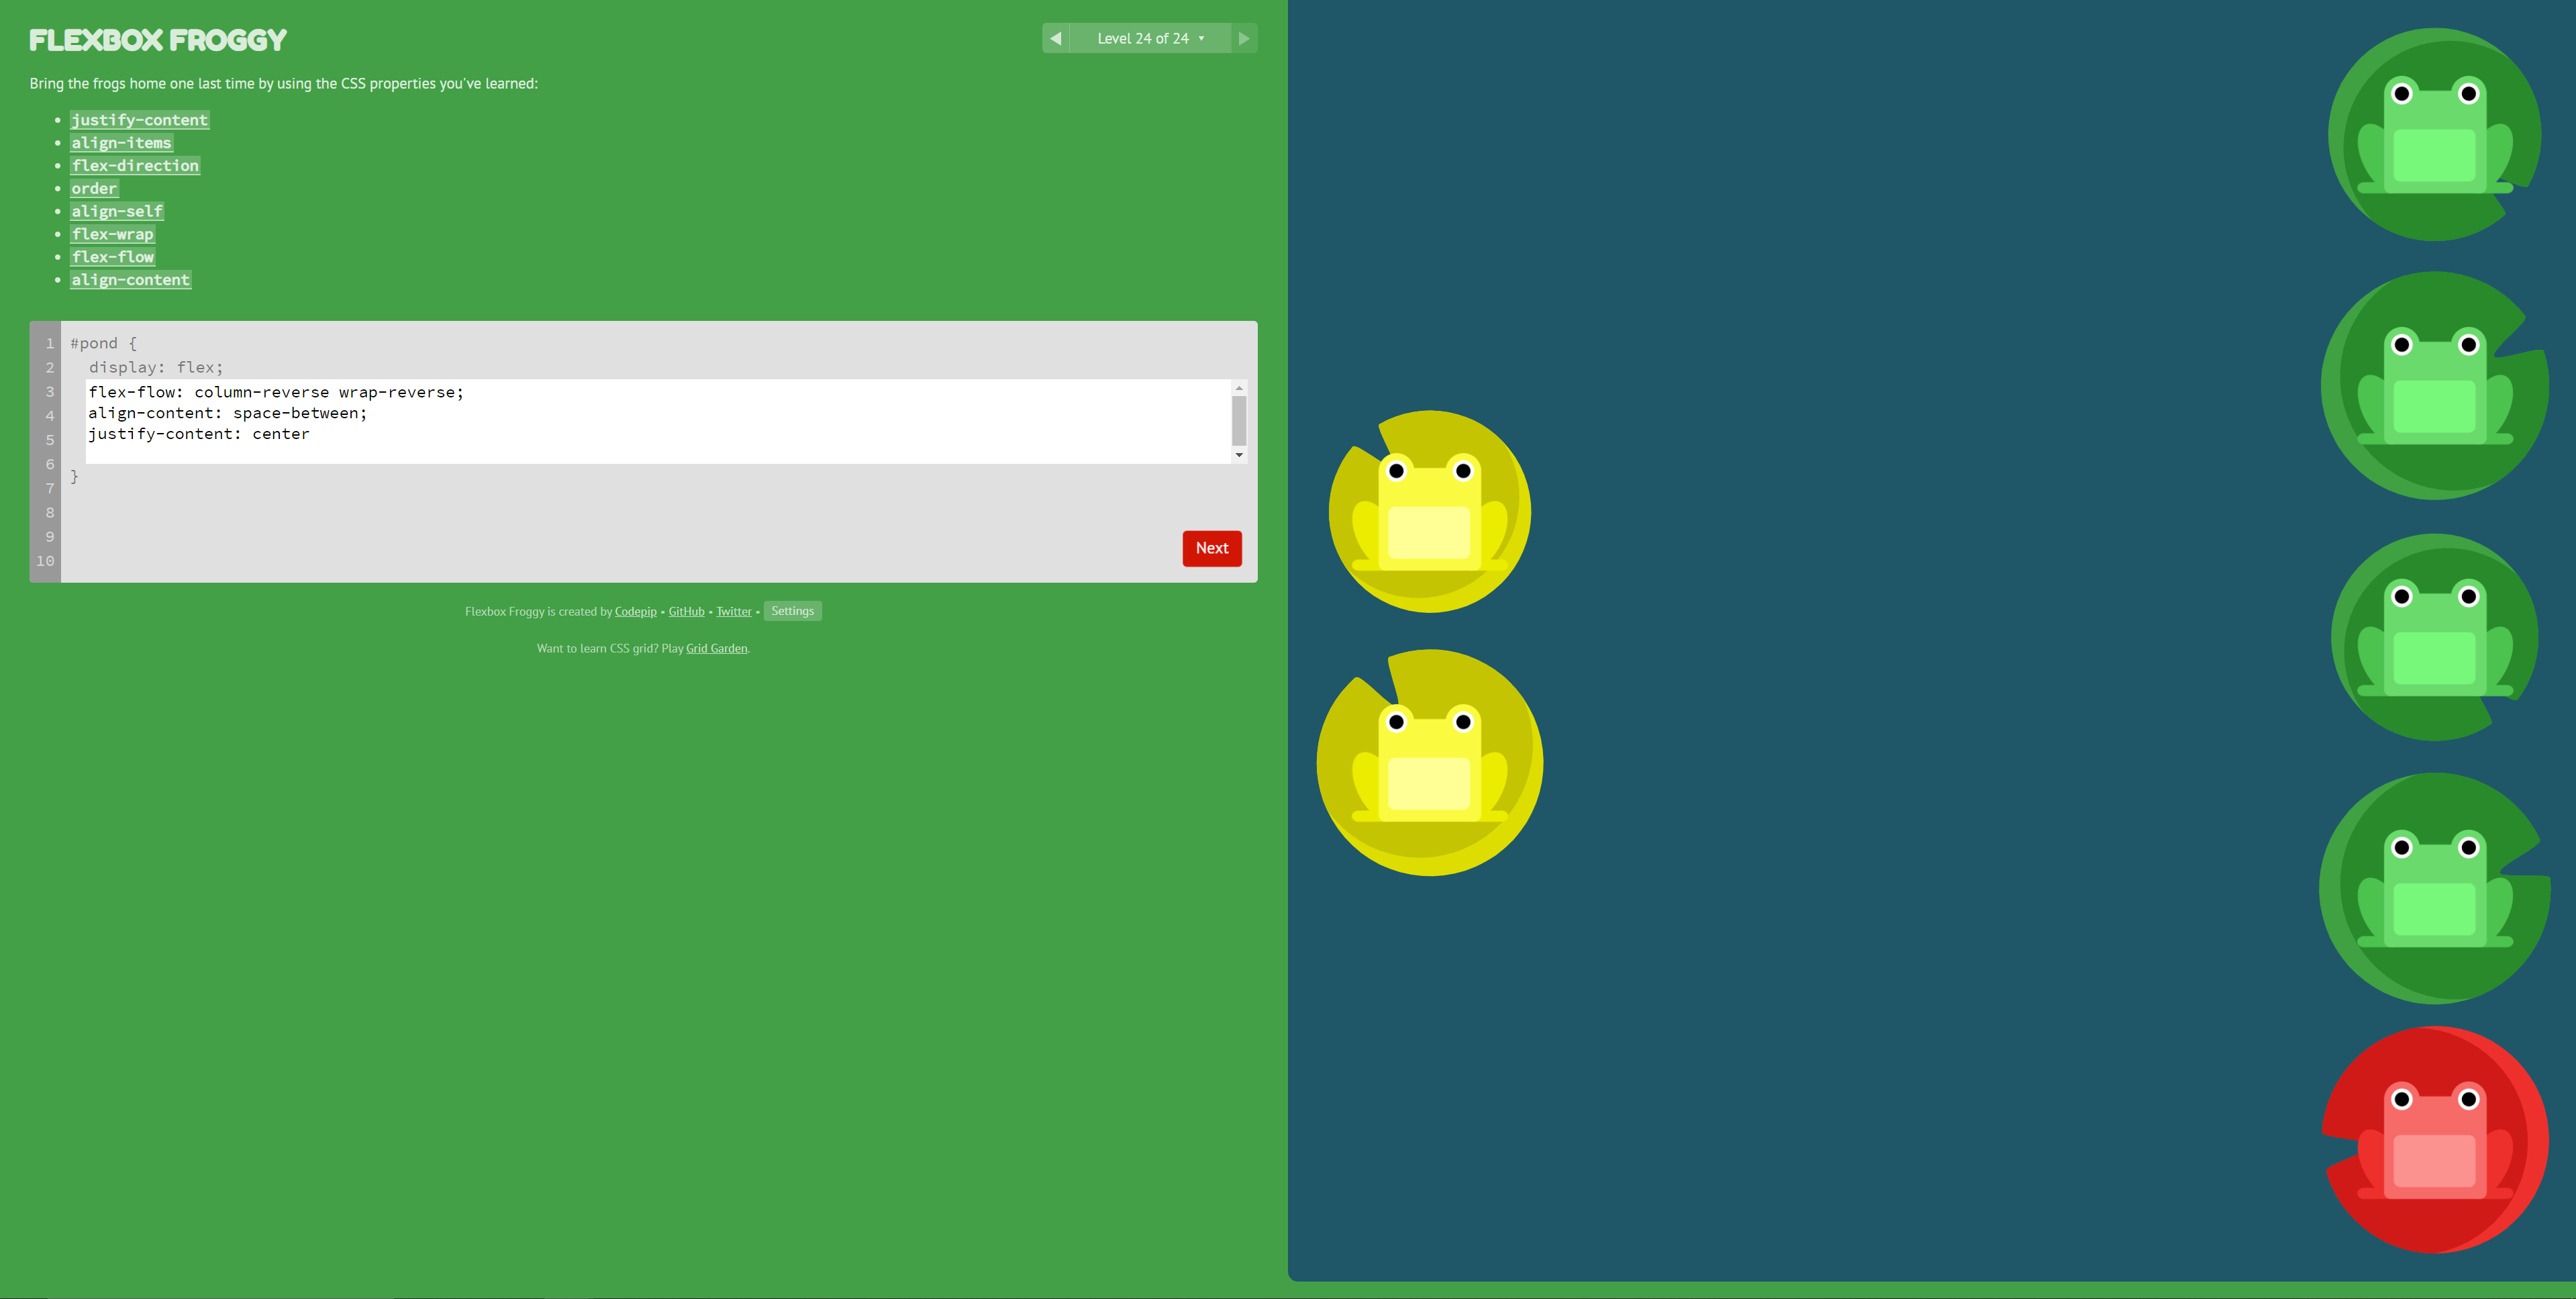 FLEXBOX FROGGY
◀ Level 24 of 24 ▾ ▶
Bring the frogs home one last time by using the CSS properties you've learned:
• justify-content
• align-items
• flex-direction
• order
• align-self
• flex-wrap
• flex-flow
• align-content
1 #pond {
2 display: flex;
3 flex-flow: column-reverse wrap-reverse;
4 align-content: space-between;
5 justify-content: center
6 }
7
8
9
10
Next
Flexbox Froggy is created by Codepip • GitHub • Twitter • Settings
Want to learn CSS grid? Play Grid Garden.